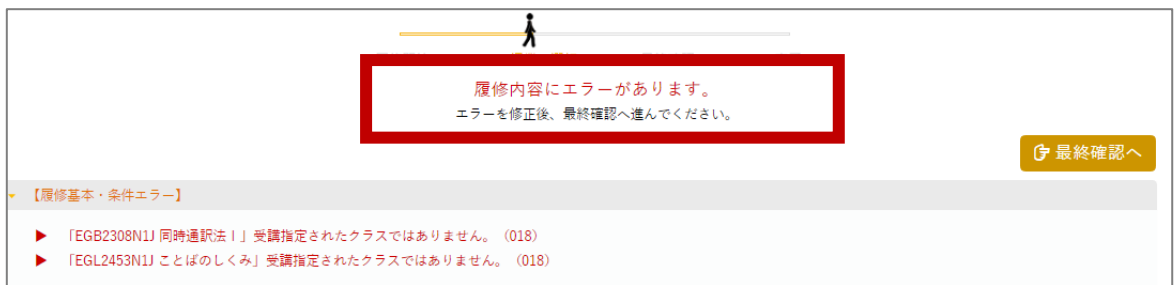 履修内容にエラーがあります。
エラーを修正後、最終確認へ進んでください。
最終確認へ
【履修基本・条件エラー】
▶ 「EGB2308N1J 同時通訳法Ⅰ」受講指定されたクラスではありません。（018）
▶ 「EGL2453N1J ことばのしくみ」受講指定されたクラスではありません。（018）